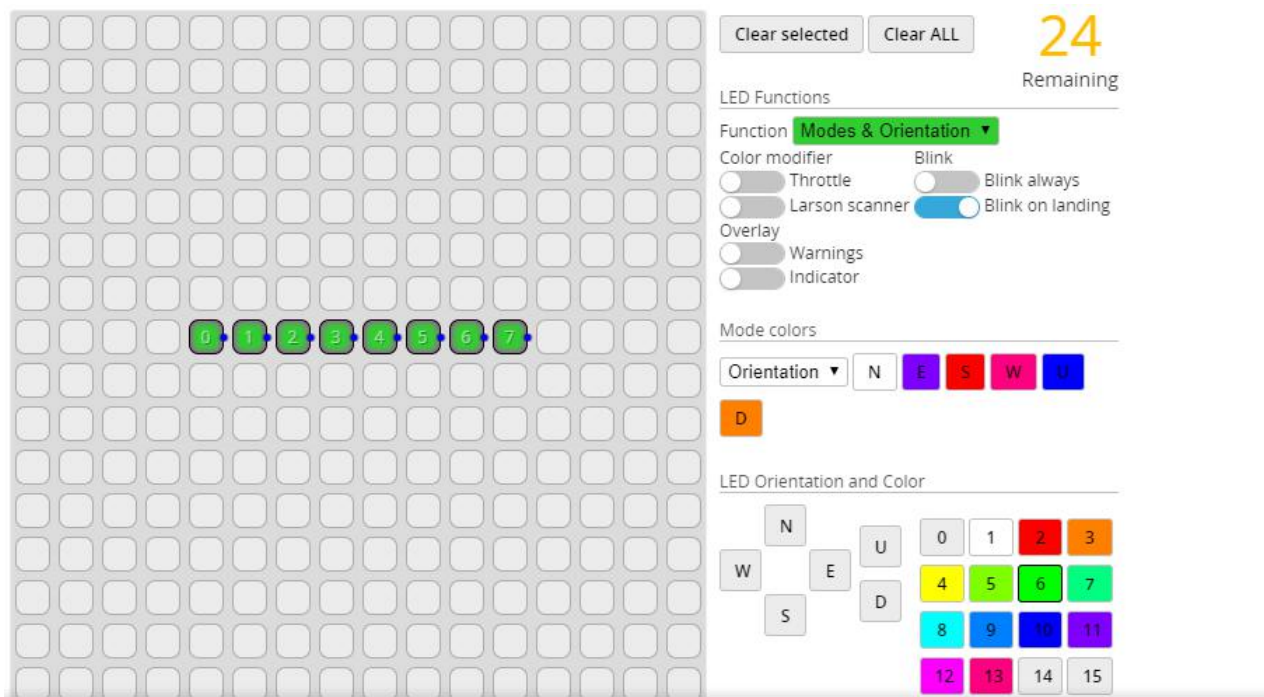 Clear selected Clear ALL 24
Remaining
LED Functions
Function Modes & Orientation
Color modifier Blink
Throttle Blink always
Larson scanner Blink on landing
Overlay
Warnings
Indicator
0 1 2 3 4 5 6 7
Mode colors
Orientation N E S W U
D
LED Orientation and Color
N
W E
S
U
D
0 1 2 3
4 5 6 7
8 9 10 11
12 13 14 15